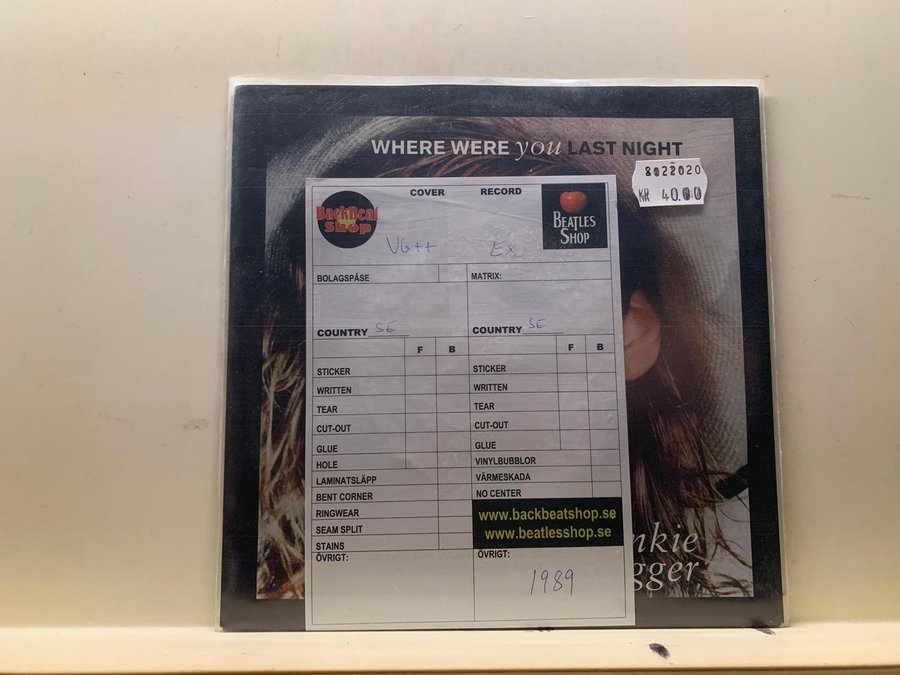 WHERE WERE you LAST NIGHT
8022020
KR 40.00
COVER RECORD
BackBeat Shop
BEATLES SHOP
VG++ EX
BOLAGSPÅSE MATRIX:
COUNTRY SE COUNTRY SE
F B F B
STICKER STICKER
WRITTEN WRITTEN
TEAR TEAR
CUT-OUT CUT-OUT
GLUE GLUE
HOLE VINYLBUBBLOR
LAMINATSLÄPP VÄRMESKADA
BENT CORNER NO CENTER
RINGWEAR www.backbeatshop.se
SEAM SPLIT www.beatlesshop.se
STAINS
ÖVRIGT: ÖVRIGT:
1989
nkie
gger